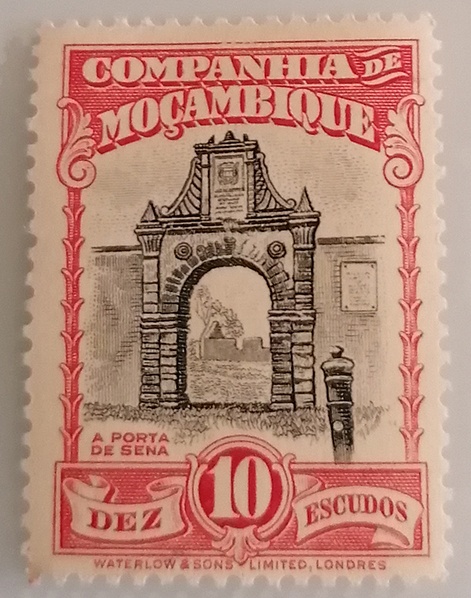 COMPANHIA DE
MOÇAMBIQUE
A PORTA
DE SENA
DEZ 10 ESCUDOS
WATERLOW & SONS LIMITED, LONDRES